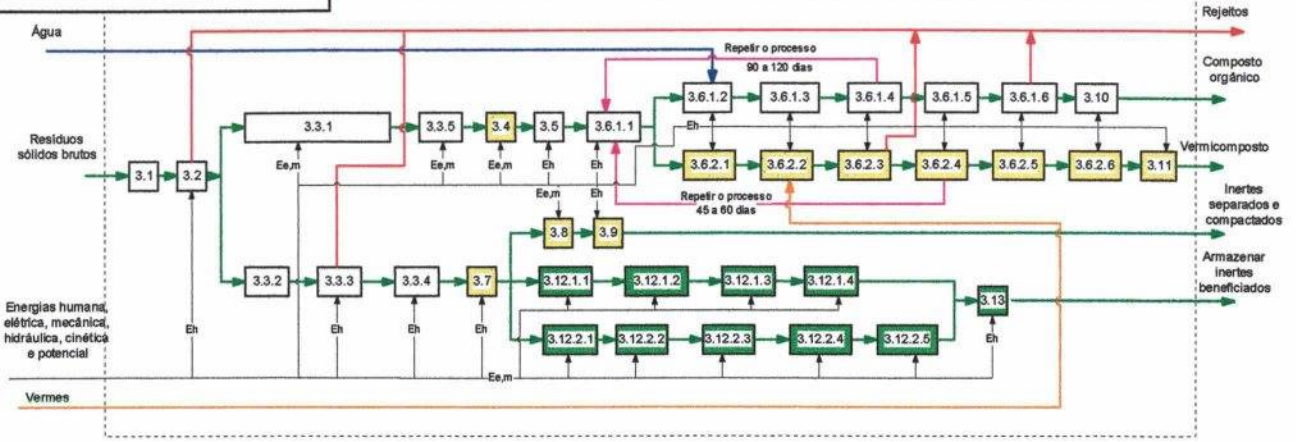 Rejeitos
Água
Repetir o processo
90 a 120 dias
Composto
orgânico
3.6.1.2
3.6.1.3
3.6.1.4
3.6.1.5
3.6.1.6
3.10
3.3.1
3.3.5
3.4
3.5
3.6.1.1
Resíduos
sólidos brutos
Eh
Vermicomposto
3.1
3.2
Ee,m
Ee,m
Ee,m
Eh
Eh
3.6.2.1
3.6.2.2
3.6.2.3
3.6.2.4
3.6.2.5
3.6.2.6
3.11
Ee,m
Eh
Repetir o processo
45 a 60 dias
Inertes
separados e
compactados
3.8
3.9
Armazenar
inertes
beneficiados
3.3.2
3.3.3
3.3.4
3.7
3.12.1.1
3.12.1.2
3.12.1.3
3.12.1.4
3.13
Energias humana,
elétrica, mecânica,
hidráulica, cinética
e potencial
Eh
Eh
Eh
Eh
3.12.2.1
3.12.2.2
3.12.2.3
3.12.2.4
3.12.2.5
Eh
Ee,m
Vermes